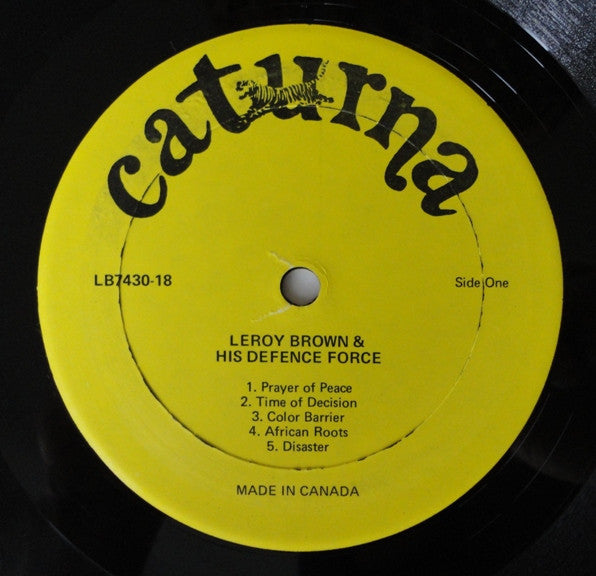 caturna
LB7430-18
Side One
LEROY BROWN &
HIS DEFENCE FORCE
1. Prayer of Peace
2. Time of Decision
3. Color Barrier
4. African Roots
5. Disaster
MADE IN CANADA